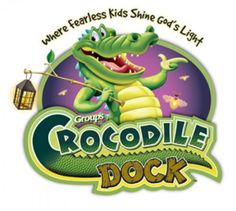 Where Fearless Kids Shine God's Light
Group's
CROCODILE
DOCK